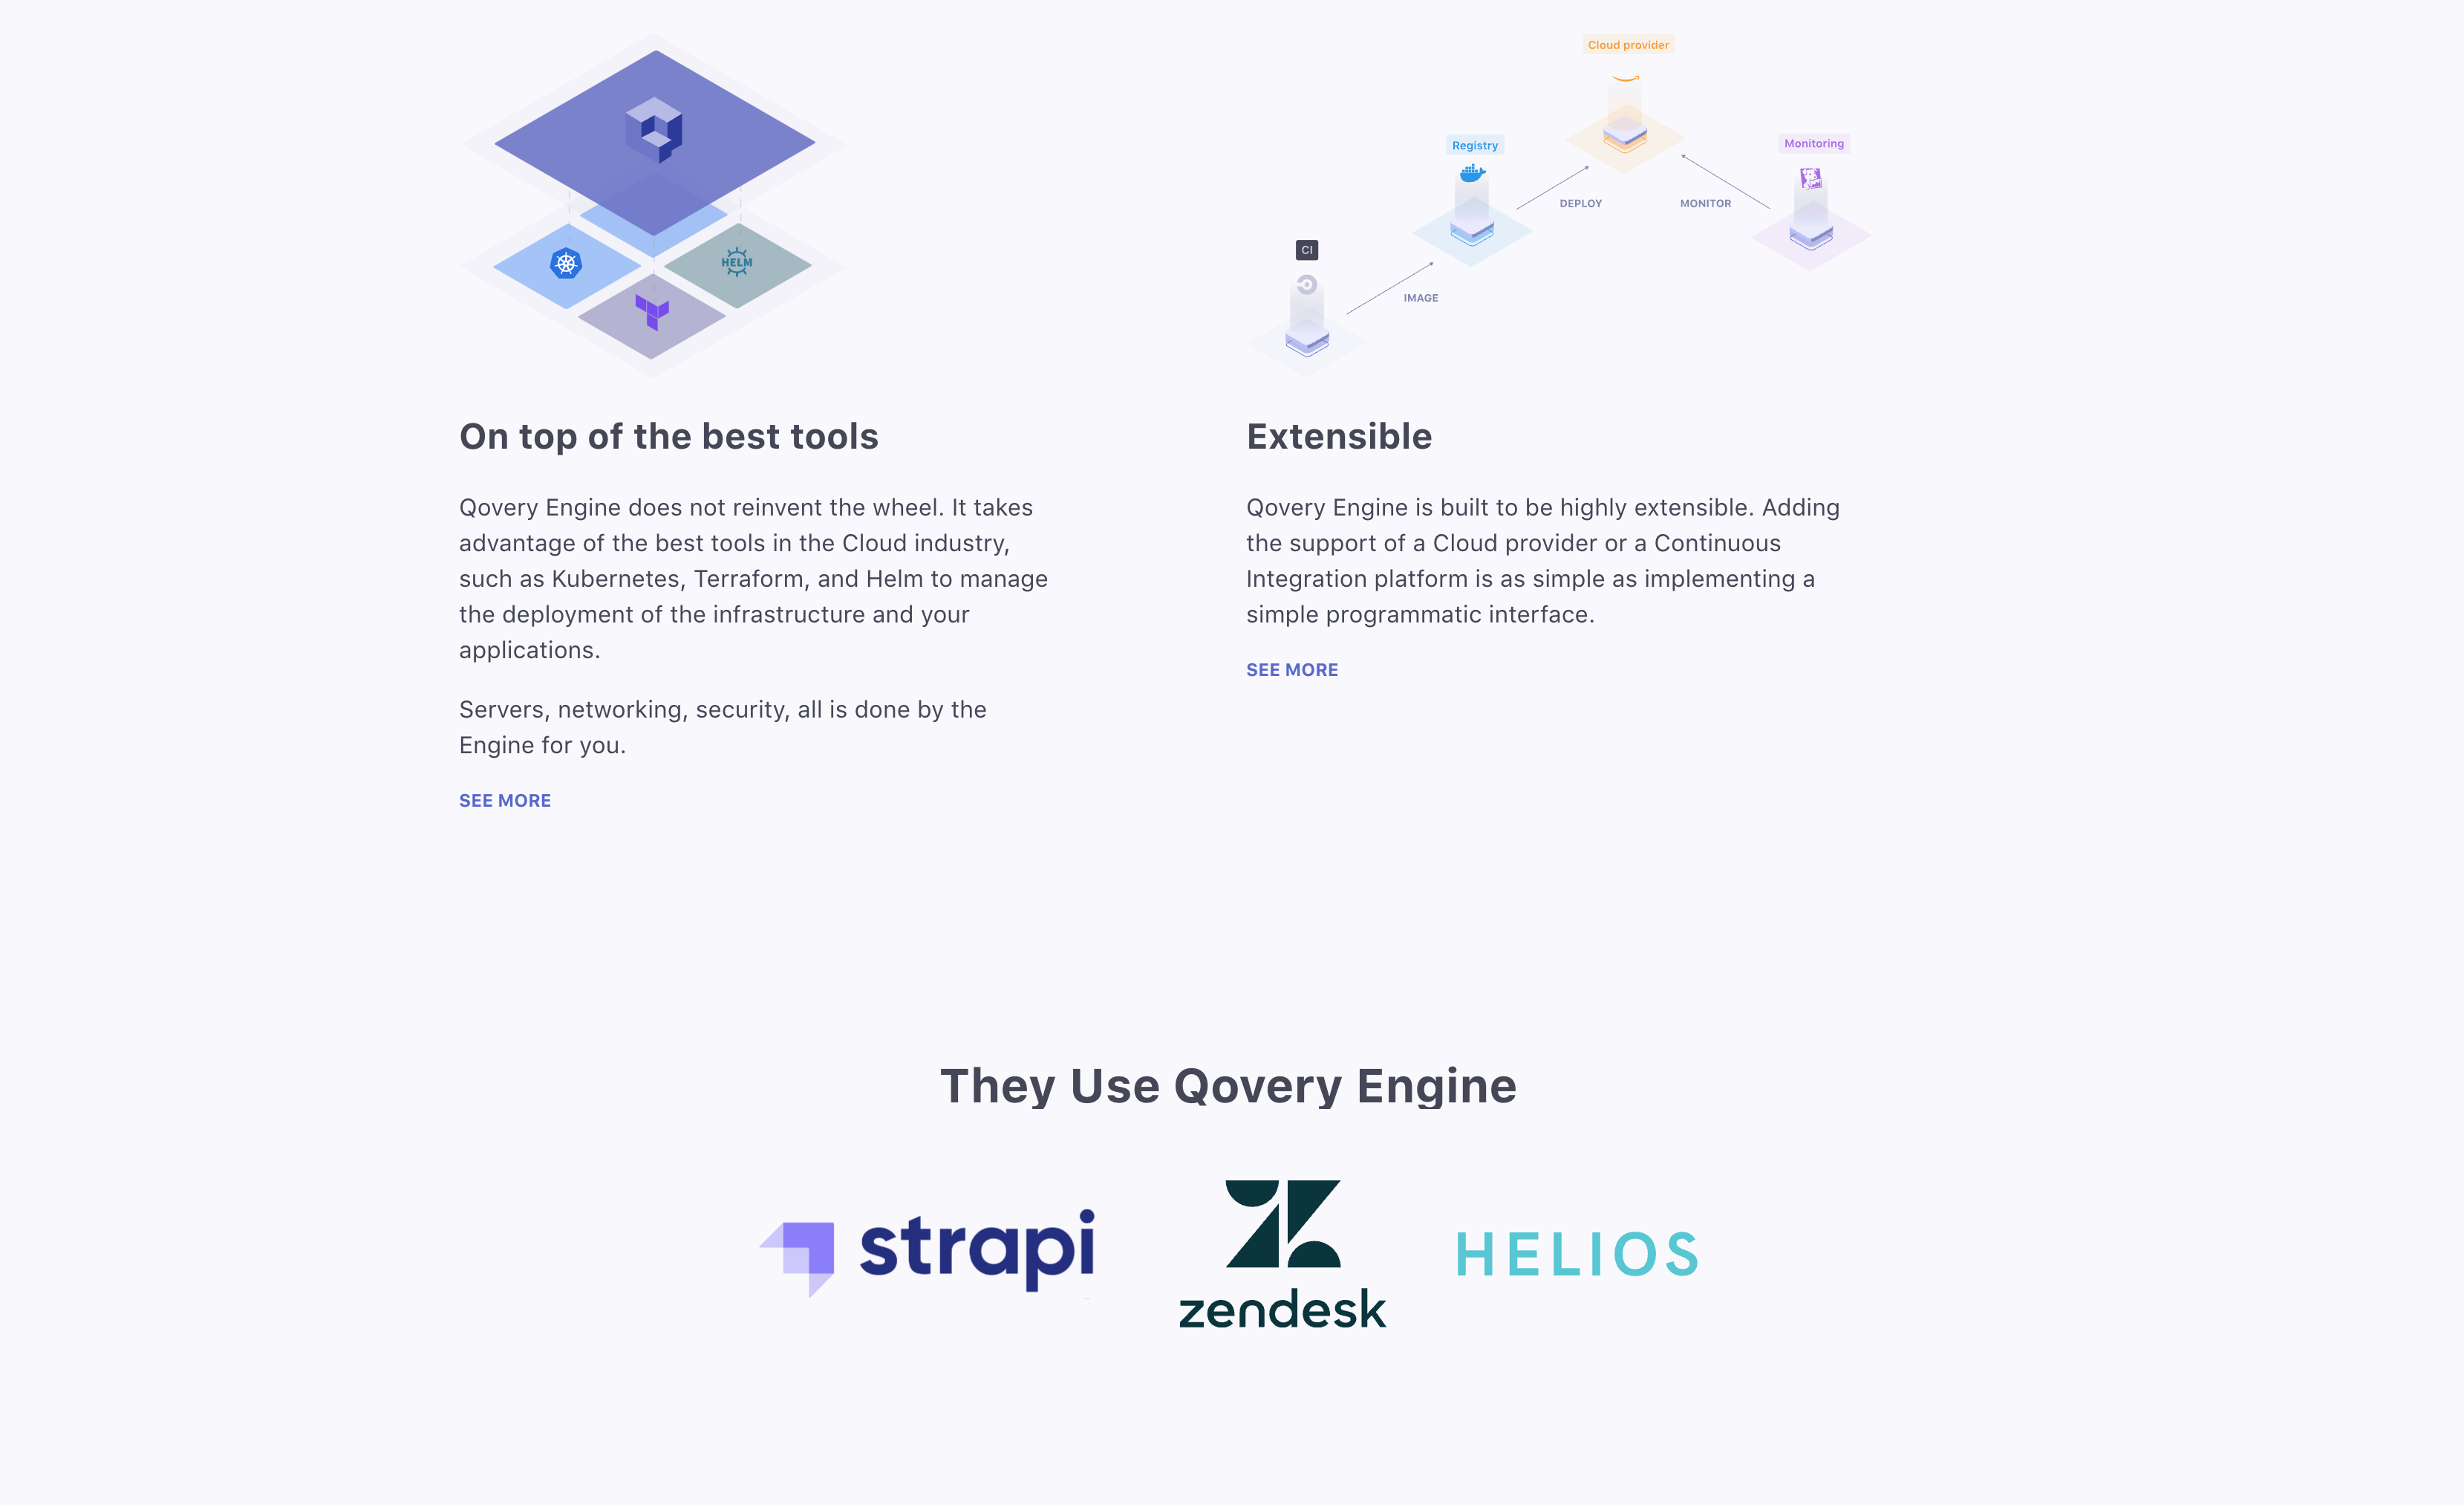 HELM
On top of the best tools
Qovery Engine does not reinvent the wheel. It takes
advantage of the best tools in the Cloud industry,
such as Kubernetes, Terraform, and Helm to manage
the deployment of the infrastructure and your
applications.
Servers, networking, security, all is done by the
Engine for you.
SEE MORE
Cloud provider
Registry
Monitoring
DEPLOY
MONITOR
CI
IMAGE
Extensible
Qovery Engine is built to be highly extensible. Adding
the support of a Cloud provider or a Continuous
Integration platform is as simple as implementing a
simple programmatic interface.
SEE MORE
They Use Qovery Engine
strapi
zendesk
HELIOS